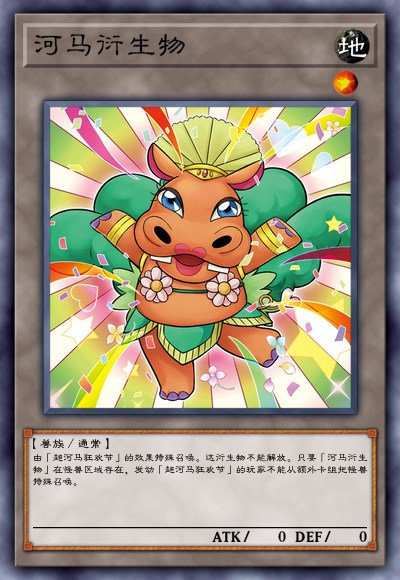 河马衍生物
地
【兽族／通常】
由「超河马狂欢节」的效果特殊召唤。这衍生物不能解放。只要「河马衍生
物」在怪兽区域存在，发动「超河马狂欢节」的玩家不能从额外卡组把怪兽
特殊召唤。
ATK／ 0 DEF／ 0